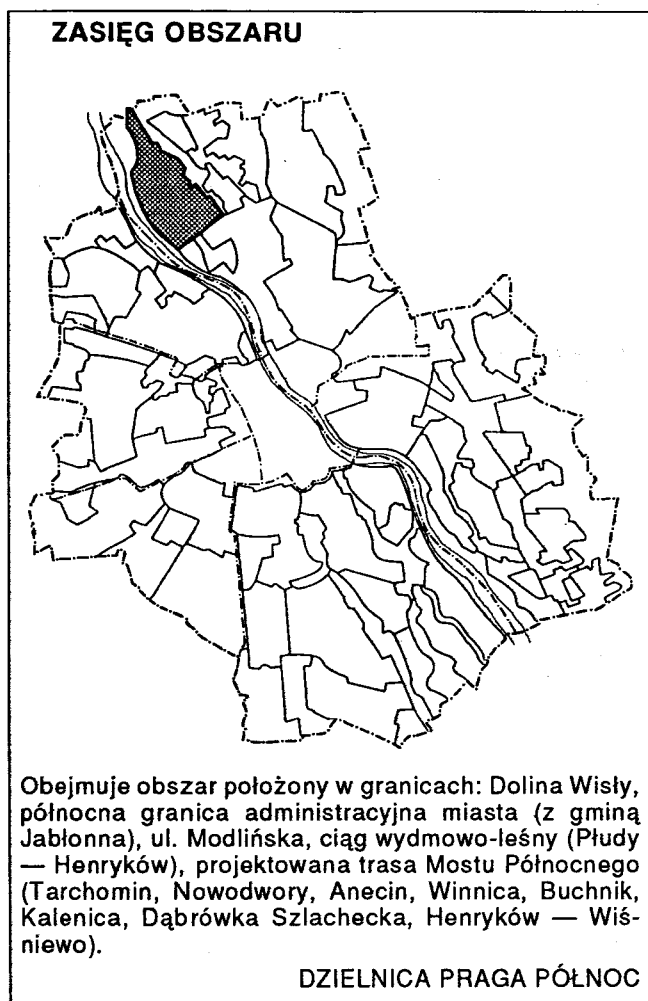 ZASIĘG OBSZARU
Obejmuje obszar położony w granicach: Dolina Wisły,
północna granica administracyjna miasta (z gminą
Jabłonna), ul. Modlińska, ciąg wydmowo-leśny (Płudy
— Henryków), projektowana trasa Mostu Północnego
(Tarchomin, Nowodwory, Anecin, Winnica, Buchnik,
Kalenica, Dąbrówka Szlachecka, Henryków — Wiś-
niewo).
DZIELNICA PRAGA PÓŁNOC